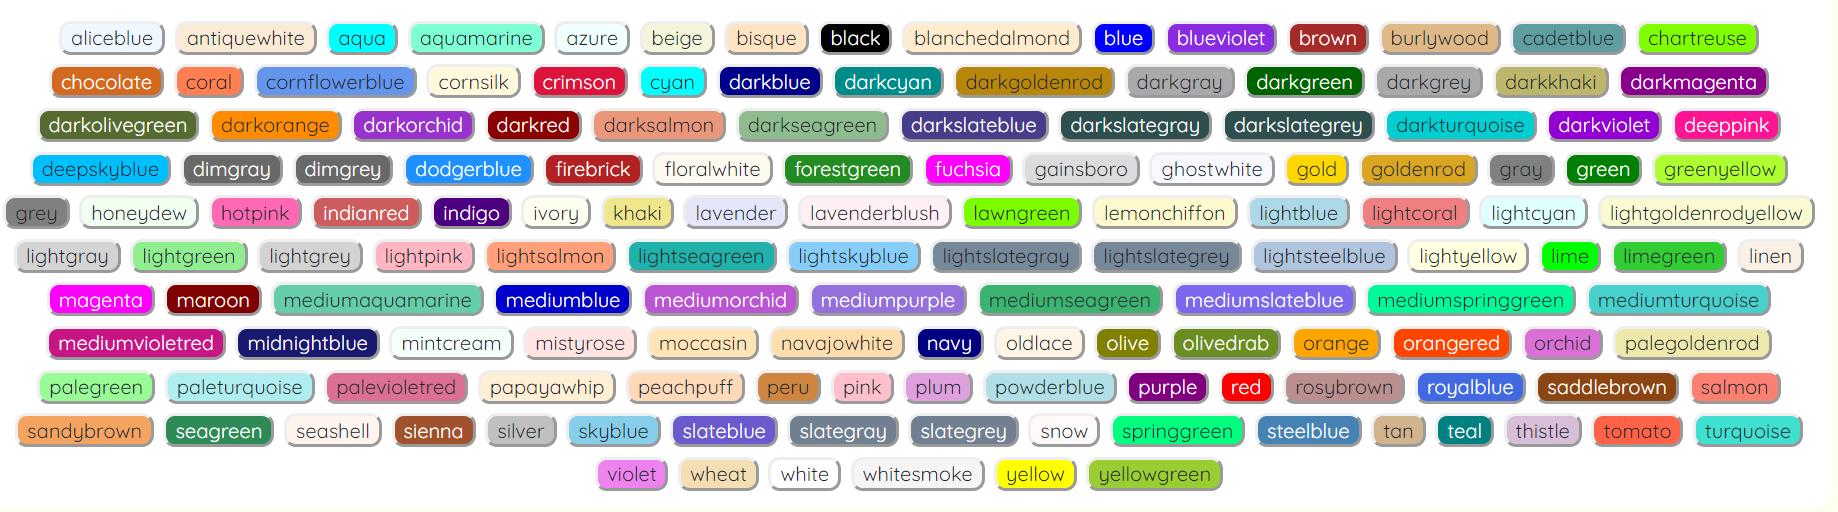 aliceblue antiquewhite aqua aquamarine azure beige bisque black blanchedalmond blue blueviolet brown burlywood cadetblue chartreuse
chocolate coral cornflowerblue cornsilk crimson cyan darkblue darkcyan darkgoldenrod darkgray darkgreen darkgrey darkkhaki darkmagenta
darkolivegreen darkorange darkorchid darkred darksalmon darkseagreen darkslateblue darkslategray darkslategrey darkturquoise darkviolet deeppink
deepskyblue dimgray dimgrey dodgerblue firebrick floralwhite forestgreen fuchsia gainsboro ghostwhite gold goldenrod gray green greenyellow
grey honeydew hotpink indianred indigo ivory khaki lavender lavenderblush lawngreen lemonchiffon lightblue lightcoral lightcyan lightgoldenrodyellow
lightgray lightgreen lightgrey lightpink lightsalmon lightseagreen lightskyblue lightslategray lightslategrey lightsteelblue lightyellow lime limegreen linen
magenta maroon mediumaquamarine mediumblue mediumorchid mediumpurple mediumseagreen mediumslateblue mediumspringgreen mediumturquoise
mediumvioletred midnightblue mintcream mistyrose moccasin navajowhite navy oldlace olive olivedrab orange orangered orchid palegoldenrod
palegreen paleturquoise palevioletred papayawhip peachpuff peru pink plum powderblue purple red rosybrown royalblue saddlebrown salmon
sandybrown seagreen seashell sienna silver skyblue slateblue slategray slategrey snow springgreen steelblue tan teal thistle tomato turquoise
violet wheat white whitesmoke yellow yellowgreen